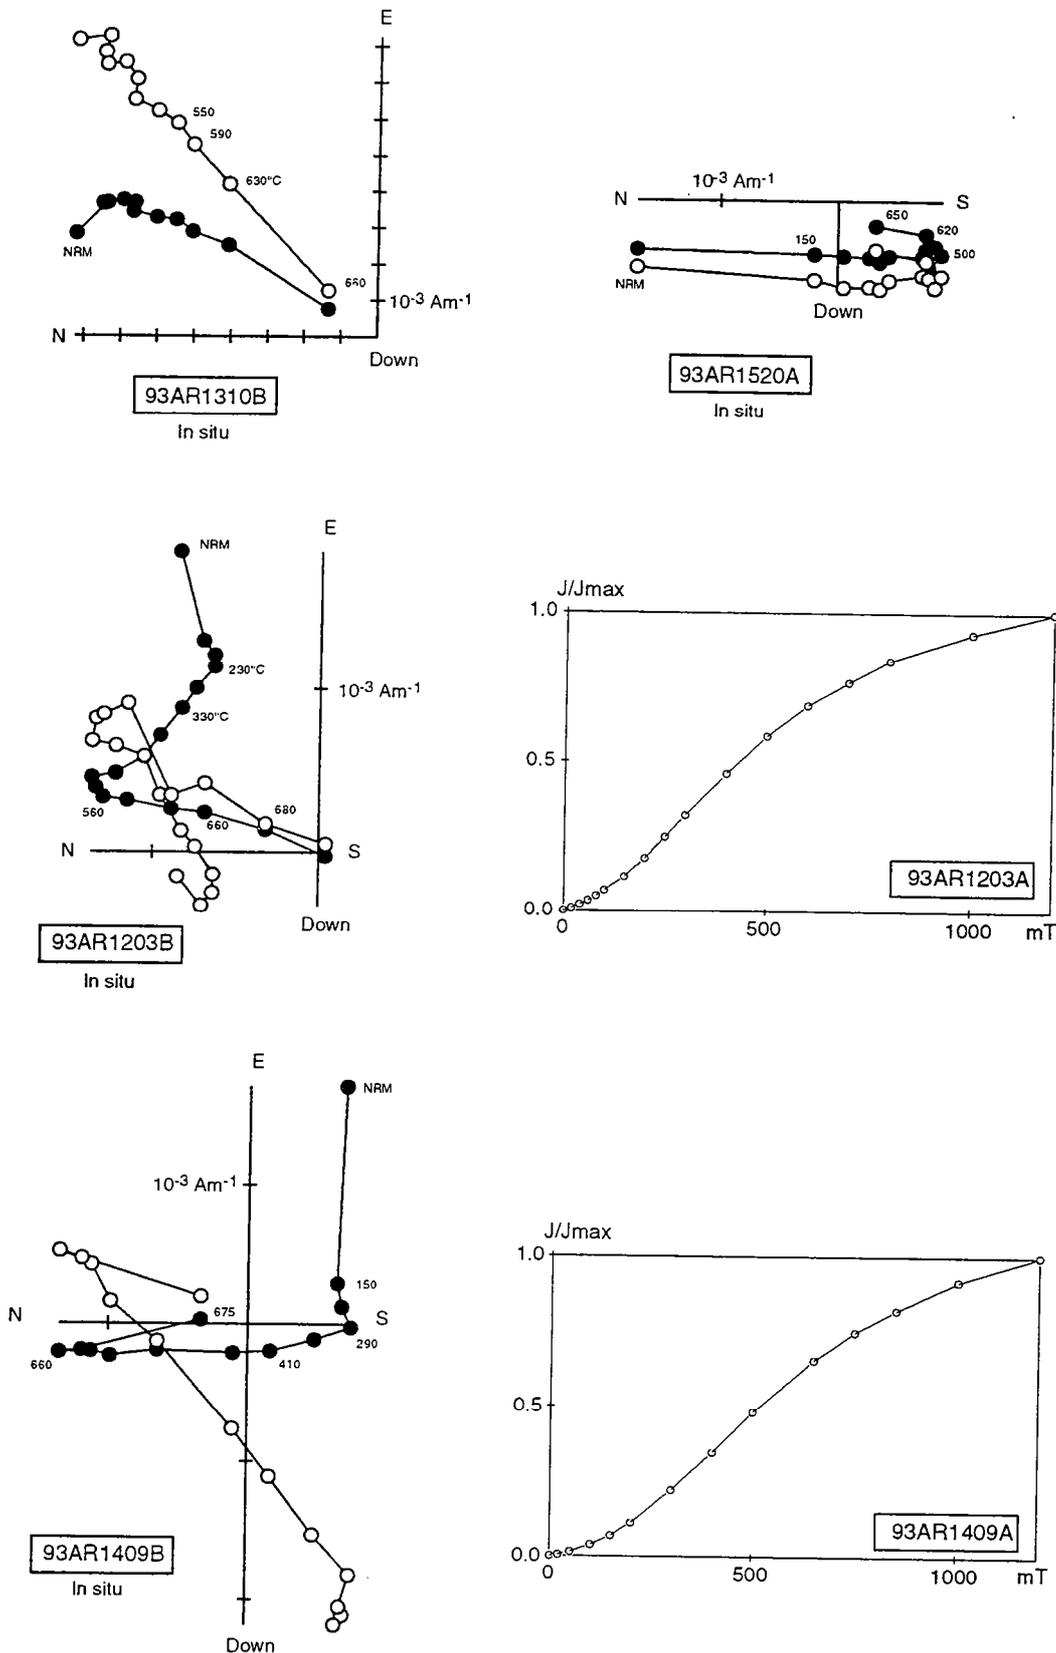 E
550
590
630°C
NRM
660
10⁻³ Am⁻¹
N
Down
93AR1310B
In situ
10⁻³ Am⁻¹
N
S
650
620
150
500
NRM
Down
93AR1520A
In situ
E
NRM
230°C
10⁻³ Am⁻¹
330°C
560
660
680
N
S
Down
93AR1203B
In situ
J/Jmax
1.0
0.5
0.0
93AR1203A
0
500
1000
mT
E
NRM
10⁻³ Am⁻¹
150
N
675
S
290
660
410
93AR1409B
In situ
Down
J/Jmax
1.0
0.5
0.0
93AR1409A
0
500
1000
mT